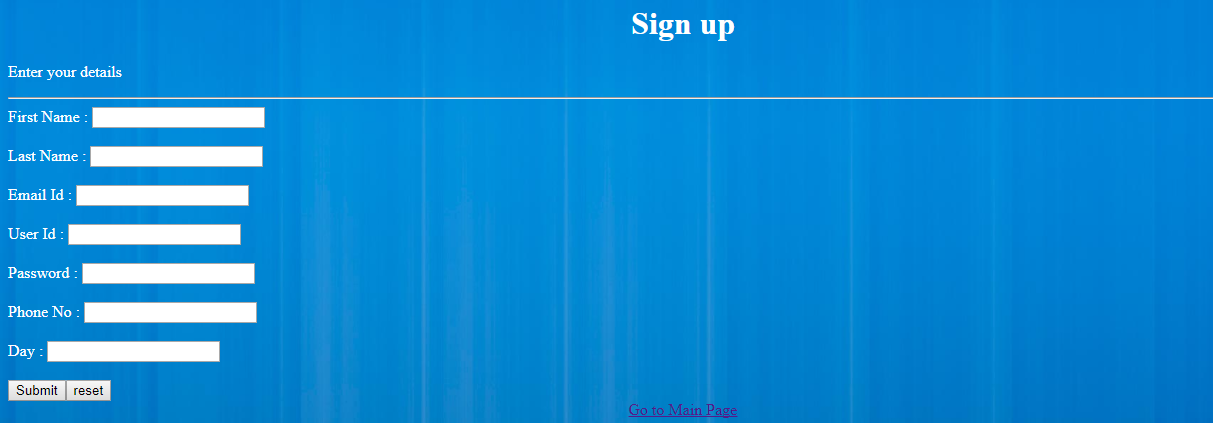 Sign up
Enter your details
First Name :
Last Name :
Email Id :
User Id :
Password :
Phone No :
Day :
Submit reset
Go to Main Page